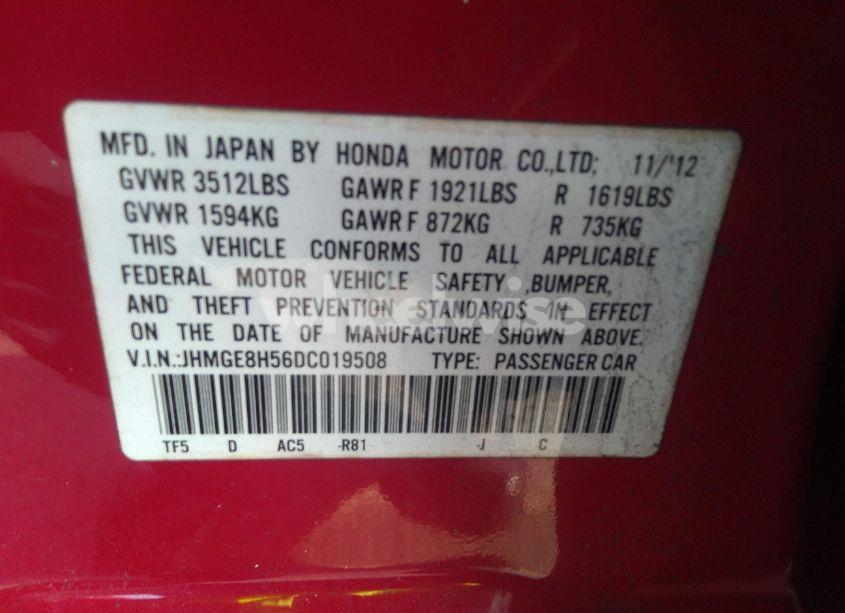 MFD. IN JAPAN BY HONDA MOTOR CO.,LTD; 11/'12
GVWR 3512LBS GAWR F 1921LBS R 1619LBS
GVWR 1594KG GAWR F 872KG R 735KG
THIS VEHICLE CONFORMS TO ALL APPLICABLE
FEDERAL MOTOR VEHICLE SAFETY ,BUMPER,
AND THEFT PREVENTION STANDARDS IN EFFECT
ON THE DATE OF MANUFACTURE SHOWN ABOVE.
V.I.N.:JHMGE8H56DC019508 TYPE: PASSENGER CAR
TF5 D AC5 -R81 -J C
Wheelwise